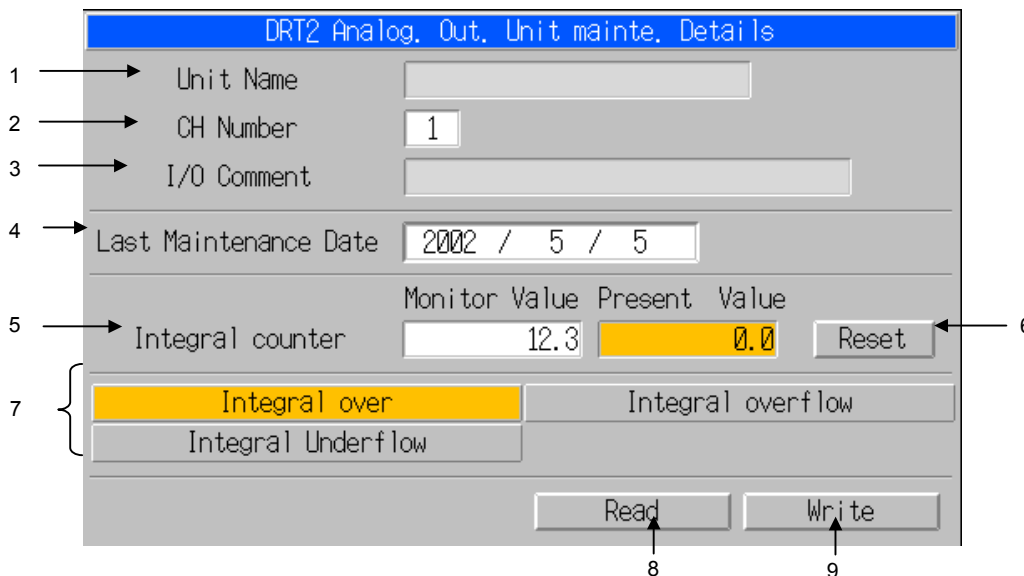 DRT2 Analog. Out. Unit mainte. Details
1 Unit Name
2 CH Number 1
3 I/O Comment
4 Last Maintenance Date 2002 / 5 / 5
Monitor Value Present Value
5 Integral counter 12.3 0.0 Reset 6
7 Integral over Integral overflow
Integral Underflow
Read Write
8 9